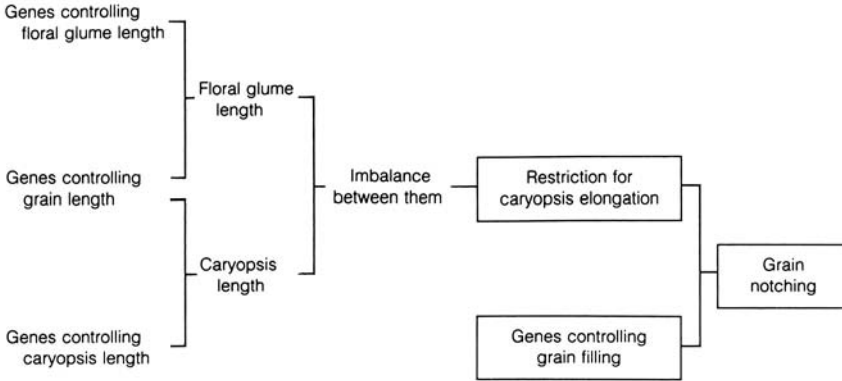 Genes controlling
floral glume length
Floral glume
length
Genes controlling
grain length
Imbalance
between them
Restriction for
caryopsis elongation
Caryopsis
length
Grain
notching
Genes controlling
caryopsis length
Genes controlling
grain filling